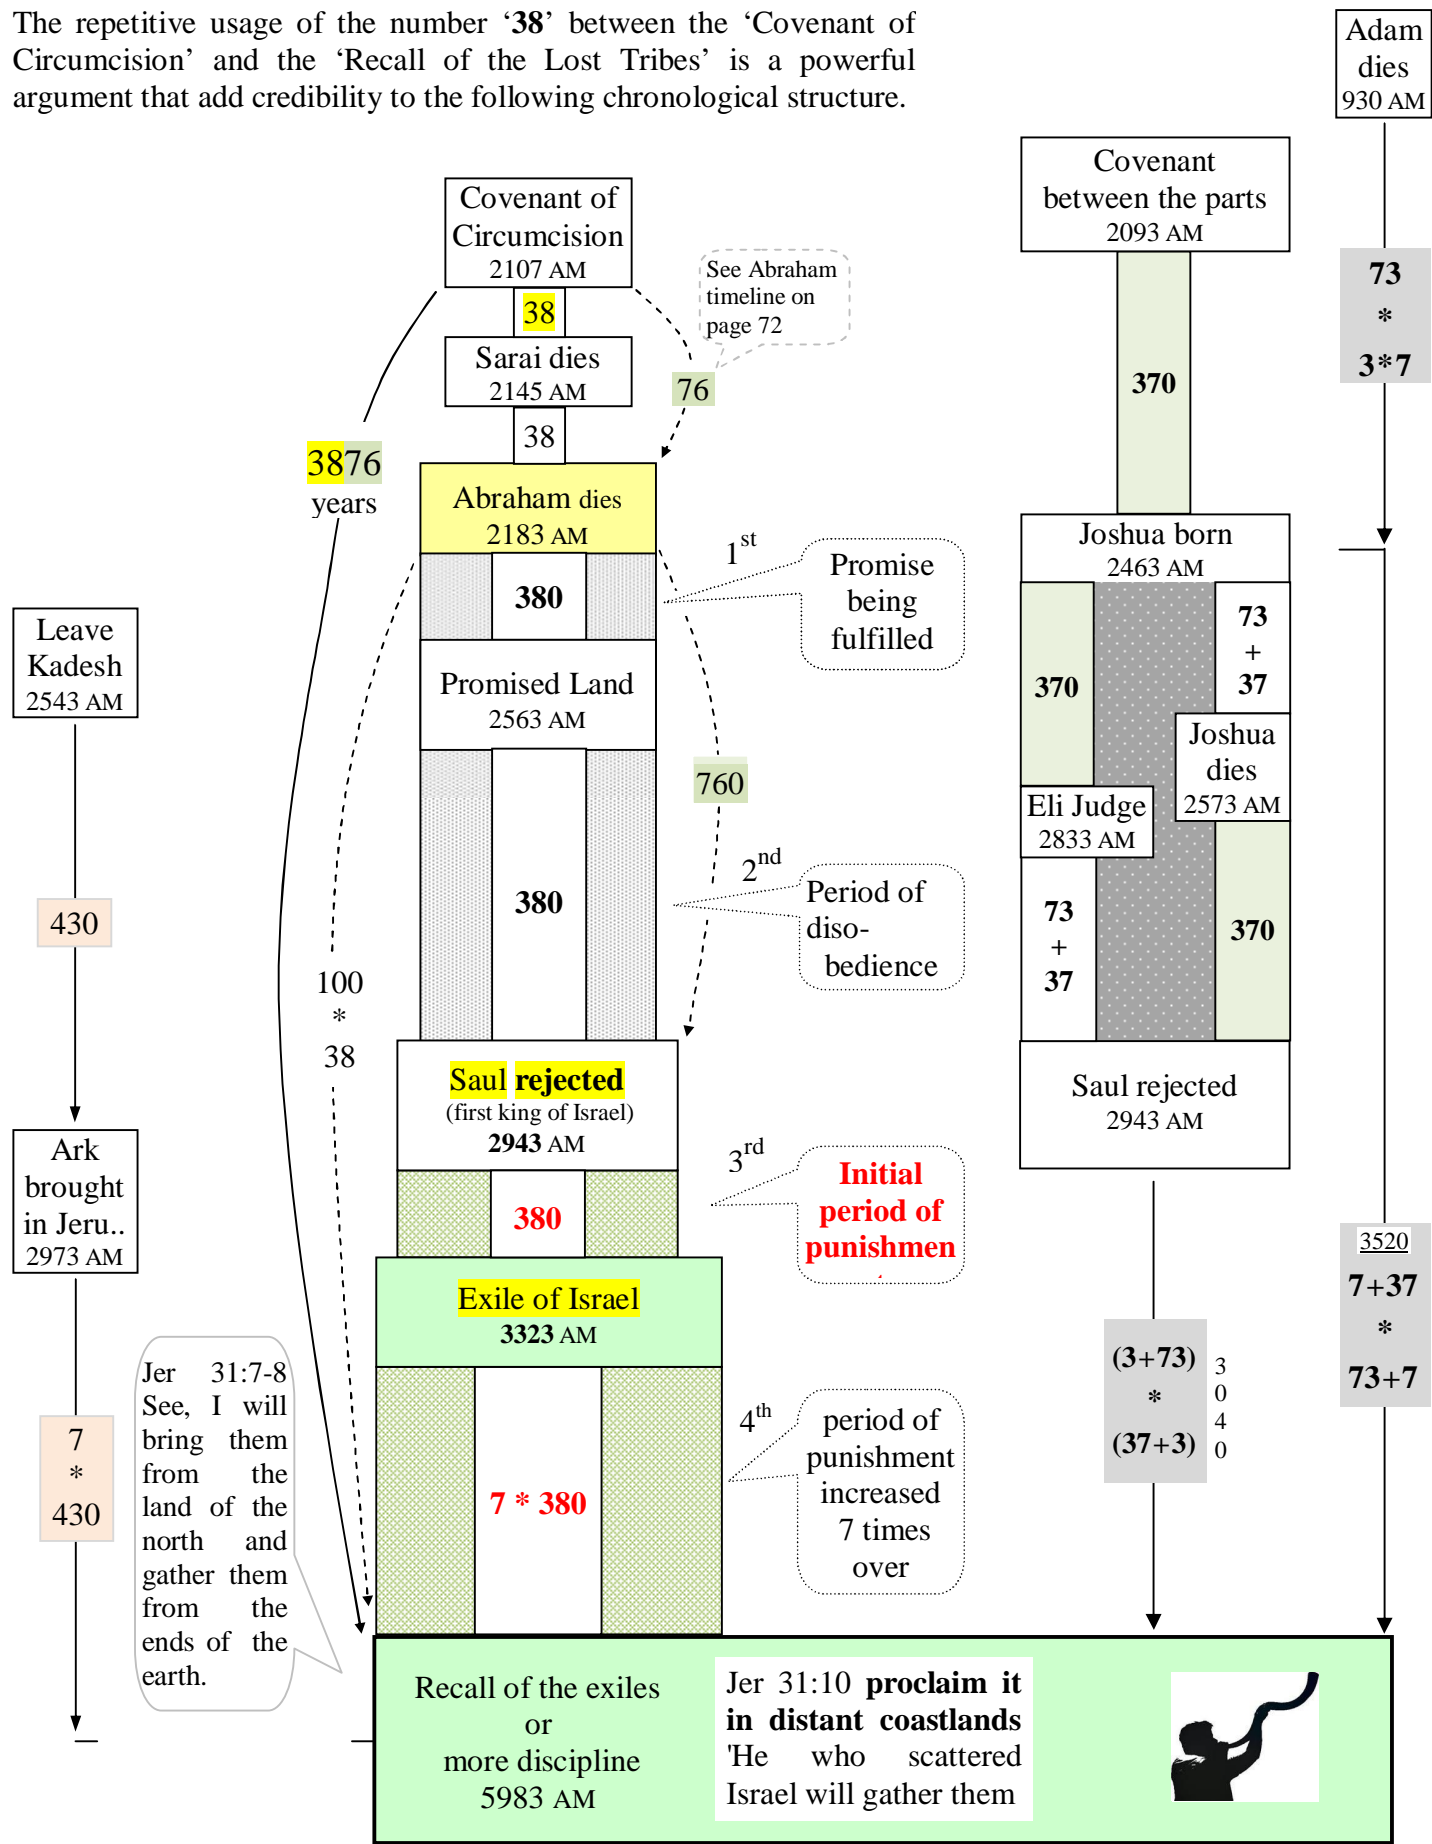 The repetitive usage of the number ‘38’ between the ‘Covenant of
Circumcision’ and the ‘Recall of the Lost Tribes’ is a powerful
argument that add credibility to the following chronological structure.
Adam
dies
930 AM
73
*
3*7
3520
7+37
*
73+7
Covenant
between the parts
2093 AM
370
Joshua born
2463 AM
370
73
+
37
Joshua
dies
2573 AM
Eli Judge
2833 AM
73
+
37
370
Saul rejected
2943 AM
(3+73)
*
(37+3)
3
0
4
0
Covenant of
Circumcision
2107 AM
See Abraham
timeline on
page 72
38
Sarai dies
2145 AM
76
38
3876
years
Abraham dies
2183 AM
1st
Promise
being
fulfilled
380
Promised Land
2563 AM
760
380
2nd
Period of
diso-
bedience
100
*
38
Saul rejected
(first king of Israel)
2943 AM
3rd
Initial
period of
punishmen
380
Exile of Israel
3323 AM
4th
period of
punishment
increased
7 times
over
7 * 380
Leave
Kadesh
2543 AM
430
Ark
brought
in Jeru..
2973 AM
7
*
430
Jer 31:7-8
See, I will
bring them
from the
land of the
north and
gather them
from the
ends of the
earth.
Recall of the exiles
or
more discipline
5983 AM
Jer 31:10 proclaim it
in distant coastlands
'He who scattered
Israel will gather them